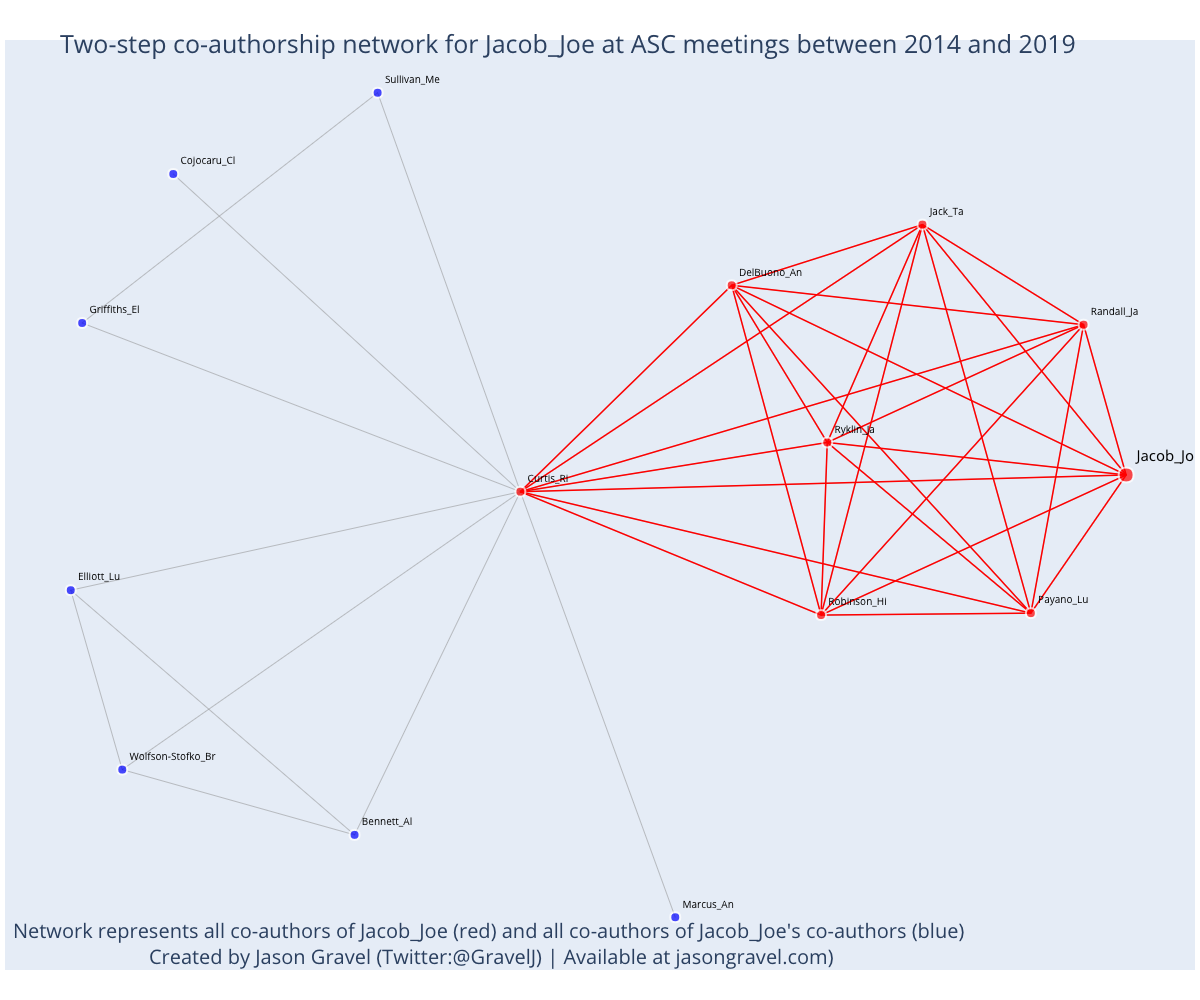 Two-step co-authorship network for Jacob_Joe at ASC meetings between 2014 and 2019
Sullivan_Me
Cojocaru_Cl
Jack_Ta
DelBuono_An
Griffiths_El
Randall_Ja
Ryklin_Ja
Jacob_Jo
Curtis_Ri
Elliott_Lu
Robinson_Hi
Payano_Lu
Wolfson-Stofko_Br
Bennett_Al
Marcus_An
Network represents all co-authors of Jacob_Joe (red) and all co-authors of Jacob_Joe's co-authors (blue)
Created by Jason Gravel (Twitter:@GravelJ) | Available at jasongravel.com)